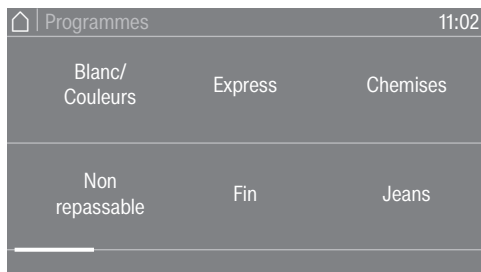 Programmes 11:02
Blanc/
Couleurs
Express
Chemises
Non
repassable
Fin
Jeans